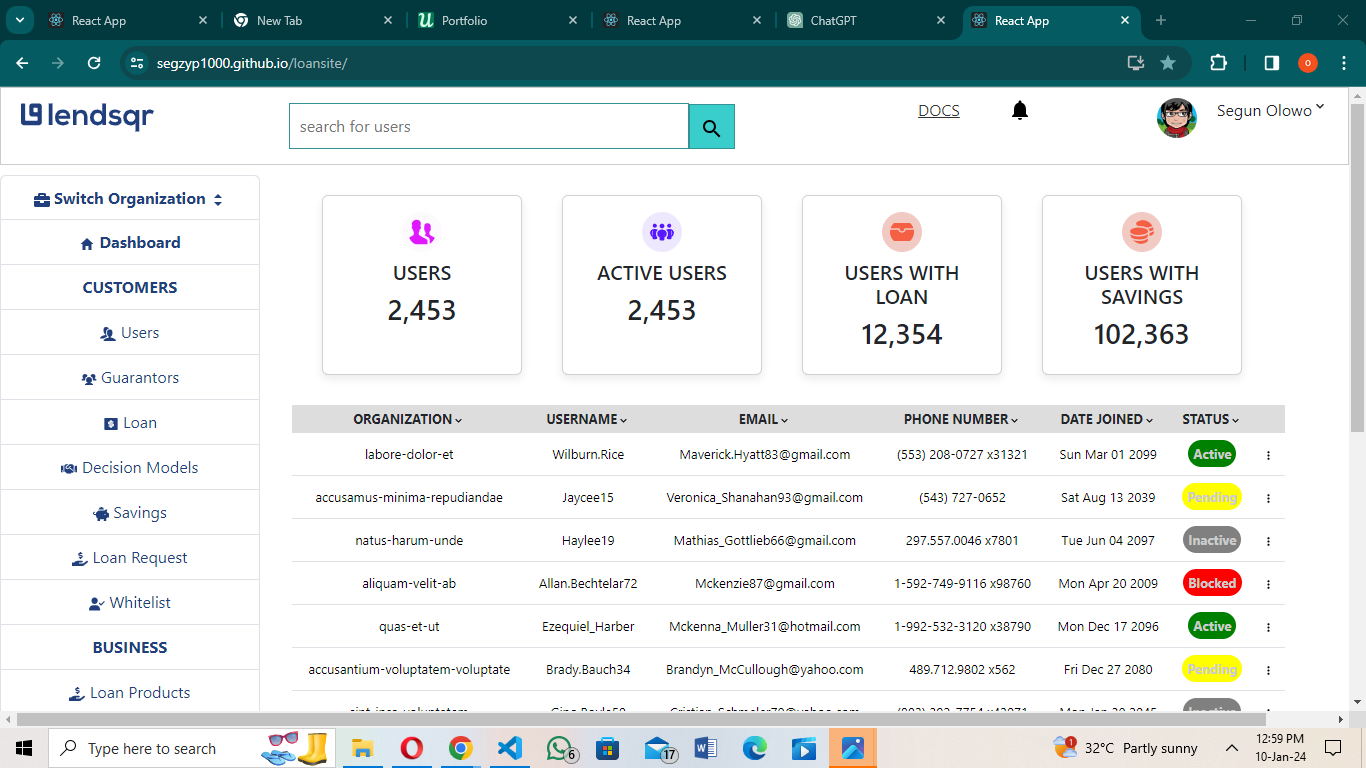 React App
New Tab
Portfolio
React App
ChatGPT
React App
segzyp1000.github.io/loansite/
O
lendsqr
search for users
DOCS
Segun Olowo
Switch Organization
Dashboard
CUSTOMERS
Users
Guarantors
Loan
Decision Models
Savings
Loan Request
Whitelist
BUSINESS
Loan Products
USERS
2,453
ACTIVE USERS
2,453
USERS WITH
LOAN
12,354
USERS WITH
SAVINGS
102,363
ORGANIZATION USERNAME EMAIL PHONE NUMBER DATE JOINED STATUS
labore-dolor-et Wilburn.Rice Maverick.Hyatt83@gmail.com (553) 208-0727 x31321 Sun Mar 01 2099 Active
accusamus-minima-repudiandae Jaycee15 Veronica_Shanahan93@gmail.com (543) 727-0652 Sat Aug 13 2039 Pending
natus-harum-unde Haylee19 Mathias_Gottlieb66@gmail.com 297.557.0046 x7801 Tue Jun 04 2097 Inactive
aliquam-velit-ab Allan.Bechtelar72 Mckenzie87@gmail.com 1-592-749-9116 x98760 Mon Apr 20 2009 Blocked
quas-et-ut Ezequiel_Harber Mckenna_Muller31@hotmail.com 1-992-532-3120 x38790 Mon Dec 17 2096 Active
accusantium-voluptatem-voluptate Brady.Bauch34 Brandyn_McCullough@yahoo.com 489.712.9802 x562 Fri Dec 27 2080 Pending
Inactive
Type here to search
6
17
1
32°C Partly sunny
12:59 PM
10-Jan-24